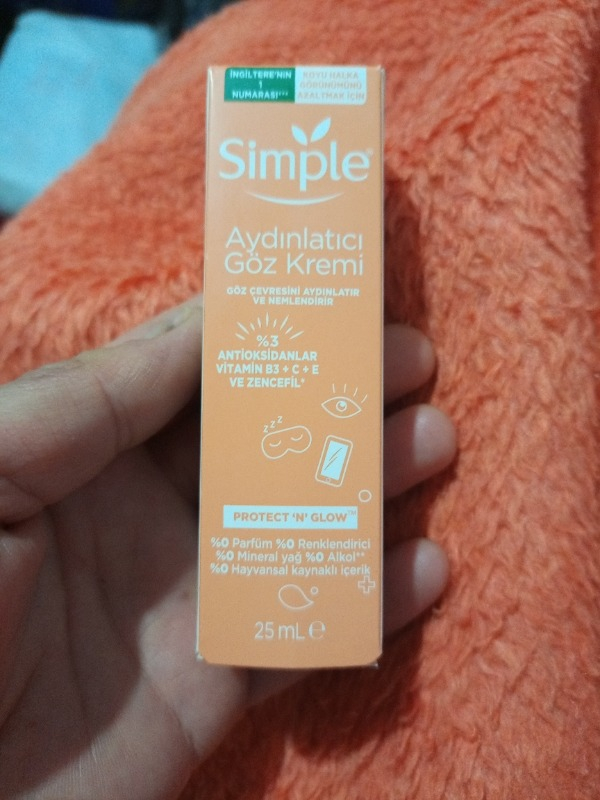 İNGİLTERE'NİN
1
NUMARASI***
KOYU HALKA
GÖRÜNÜMÜNÜ
AZALTMAK İÇİN
Simple®
Aydınlatıcı
Göz Kremi
GÖZ ÇEVRESİNİ AYDINLATIR
VE NEMLENDİRİR
%3
ANTİOKSİDANLAR
VİTAMİN B3 + C + E
VE ZENCEFİL*
zzz
PROTECT 'N' GLOW™
%0 Parfüm %0 Renklendirici
%0 Mineral yağ %0 Alkol**
%0 Hayvansal kaynaklı içerik
25 mL ℮